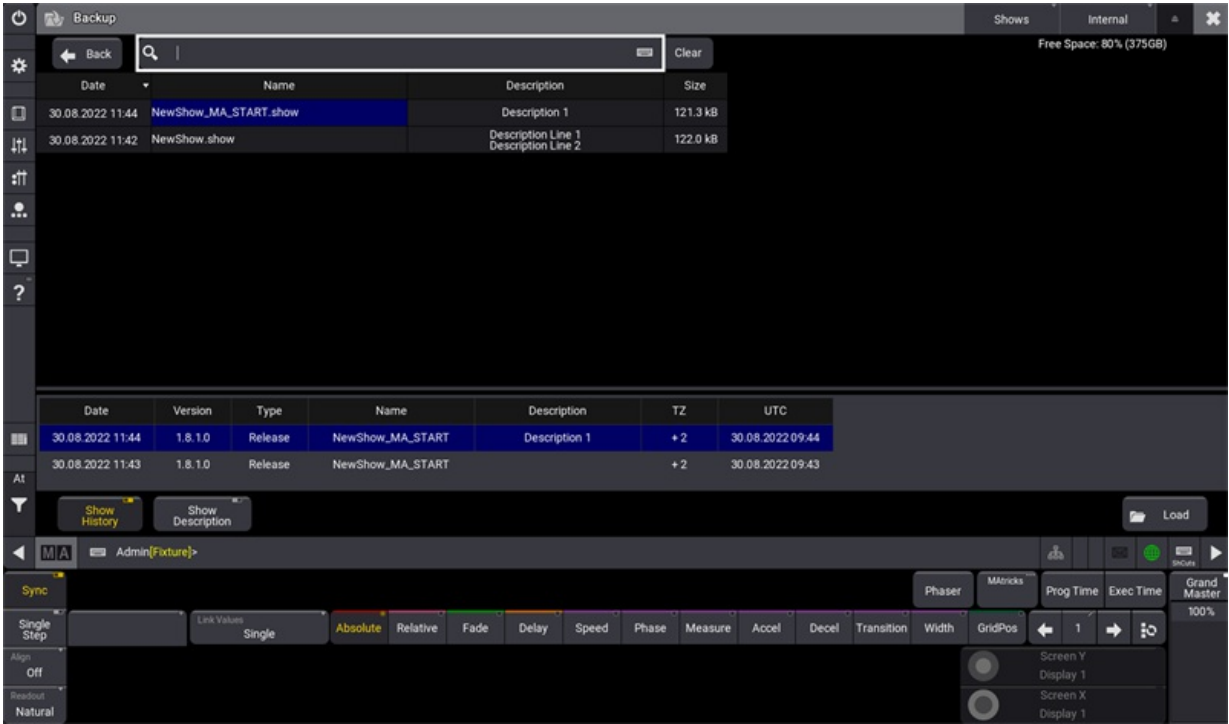 Backup Shows Internal
Back Clear Free Space: 80% (375GB)
Date Name Description Size
30.08.2022 11:44 NewShow_MA_START.show Description 1 121.3 kB
30.08.2022 11:42 NewShow.show Description Line 1 122.0 kB
Description Line 2
?
Date Version Type Name Description TZ UTC
30.08.2022 11:44 1.8.1.0 Release NewShow_MA_START Description 1 + 2 30.08.2022 09:44
30.08.2022 11:43 1.8.1.0 Release NewShow_MA_START + 2 30.08.2022 09:43
At
Show Show
History Description
Load
MA Admin[Fixture]>
ShCuts
Sync Phaser MAtricks Prog Time Exec Time Grand
Master
Single
Step
Link Values
Single
Absolute Relative Fade Delay Speed Phase Measure Accel Decel Transition Width GridPos 1 100%
Align
Off
Screen Y
Display 1
Readout
Natural
Screen X
Display 1